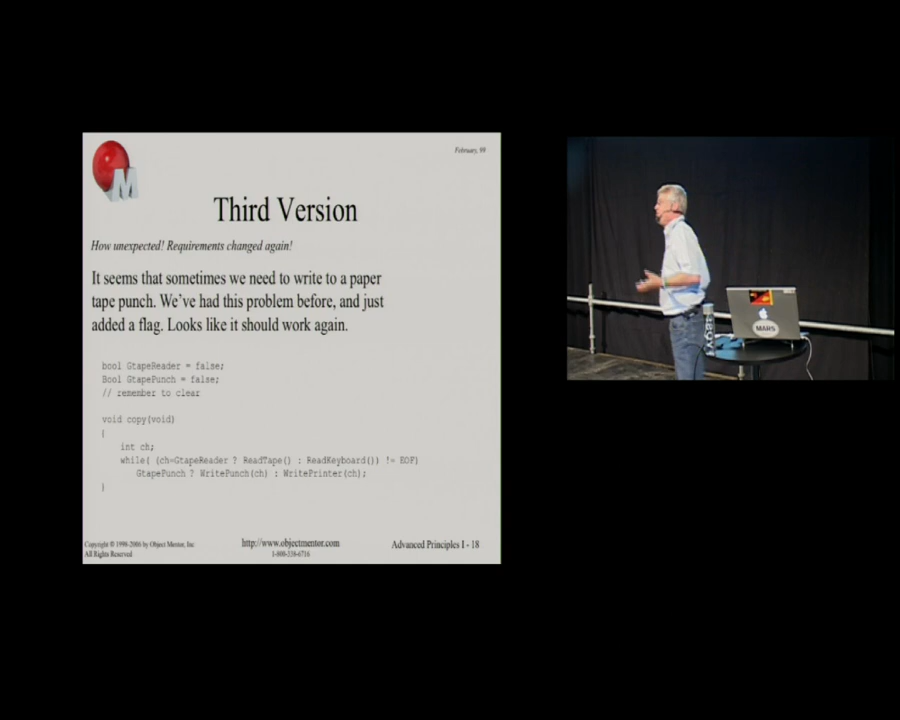 M
February, 99
Third Version
How unexpected! Requirements changed again!
It seems that sometimes we need to write to a paper
tape punch. We've had this problem before, and just
added a flag. Looks like it should work again.
bool GtapeReader = false;
Bool GtapePunch = false;
// remember to clear
void copy(void)
{
int ch;
while( (ch=GtapeReader ? ReadTape() : ReadKeyboard()) != EOF)
GtapePunch ? WritePunch(ch) : WritePrinter(ch);
}
Copyright © 1998-2006 by Object Mentor, Inc
All Rights Reserved
http://www.objectmentor.com
1-800-338-6716
Advanced Principles I - 18
MARS